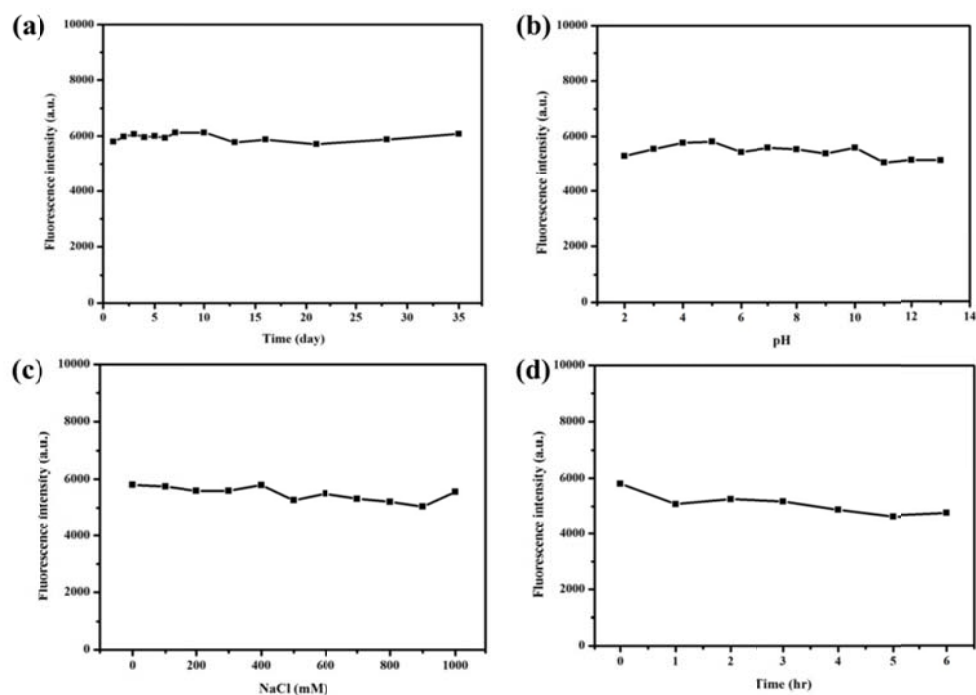 (a)
10000
8000
6000
4000
2000
0
Fluorescence intensity (a.u.)
0 5 10 15 20 25 30 35
Time (day)
(b)
10000
8000
6000
4000
2000
0
Fluorescence intensity (a.u.)
2 4 6 8 10 12 14
pH
(c)
10000
8000
6000
4000
2000
0
Fluorescence intensity (a.u.)
0 200 400 600 800 1000
NaCl (mM)
(d)
10000
8000
6000
4000
2000
0
Fluorescence intensity (a.u.)
0 1 2 3 4 5 6
Time (hr)